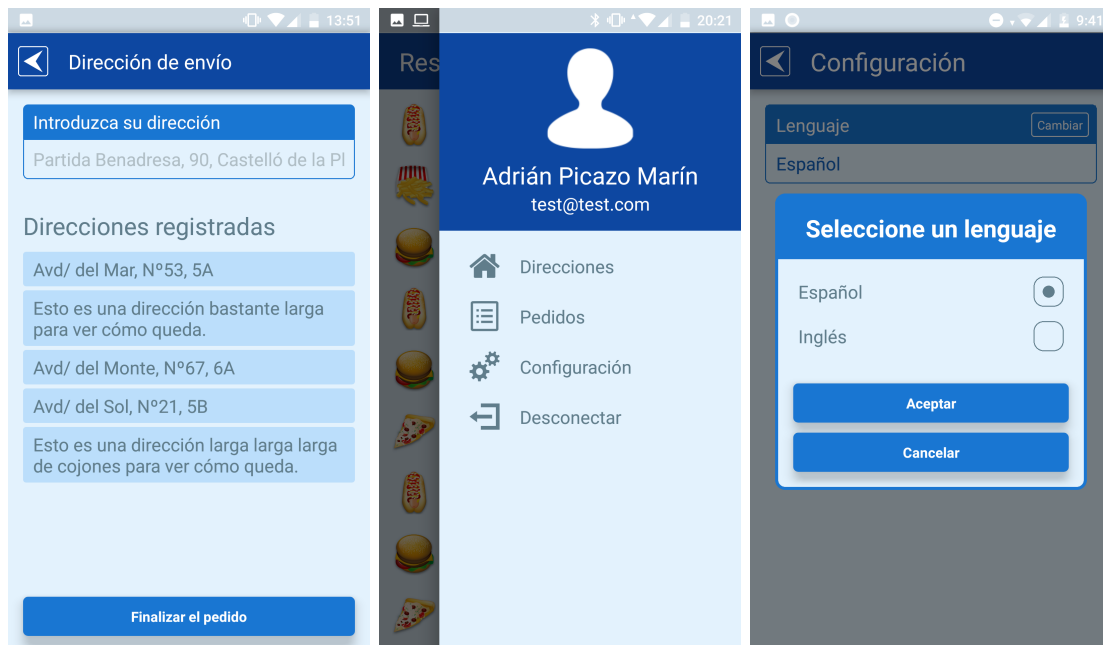 13:51
Dirección de envío
Introduzca su dirección
Partida Benadresa, 90, Castelló de la Pl
Direcciones registradas
Avd/ del Mar, Nº53, 5A
Esto es una dirección bastante larga
para ver cómo queda.
Avd/ del Monte, Nº67, 6A
Avd/ del Sol, Nº21, 5B
Esto es una dirección larga larga larga
de cojones para ver cómo queda.
Finalizar el pedido
20:21
Res
Adrián Picazo Marín
test@test.com
Direcciones
Pedidos
Configuración
Desconectar
9:41
Configuración
Lenguaje
Cambiar
Español
Seleccione un lenguaje
Español
Inglés
Aceptar
Cancelar